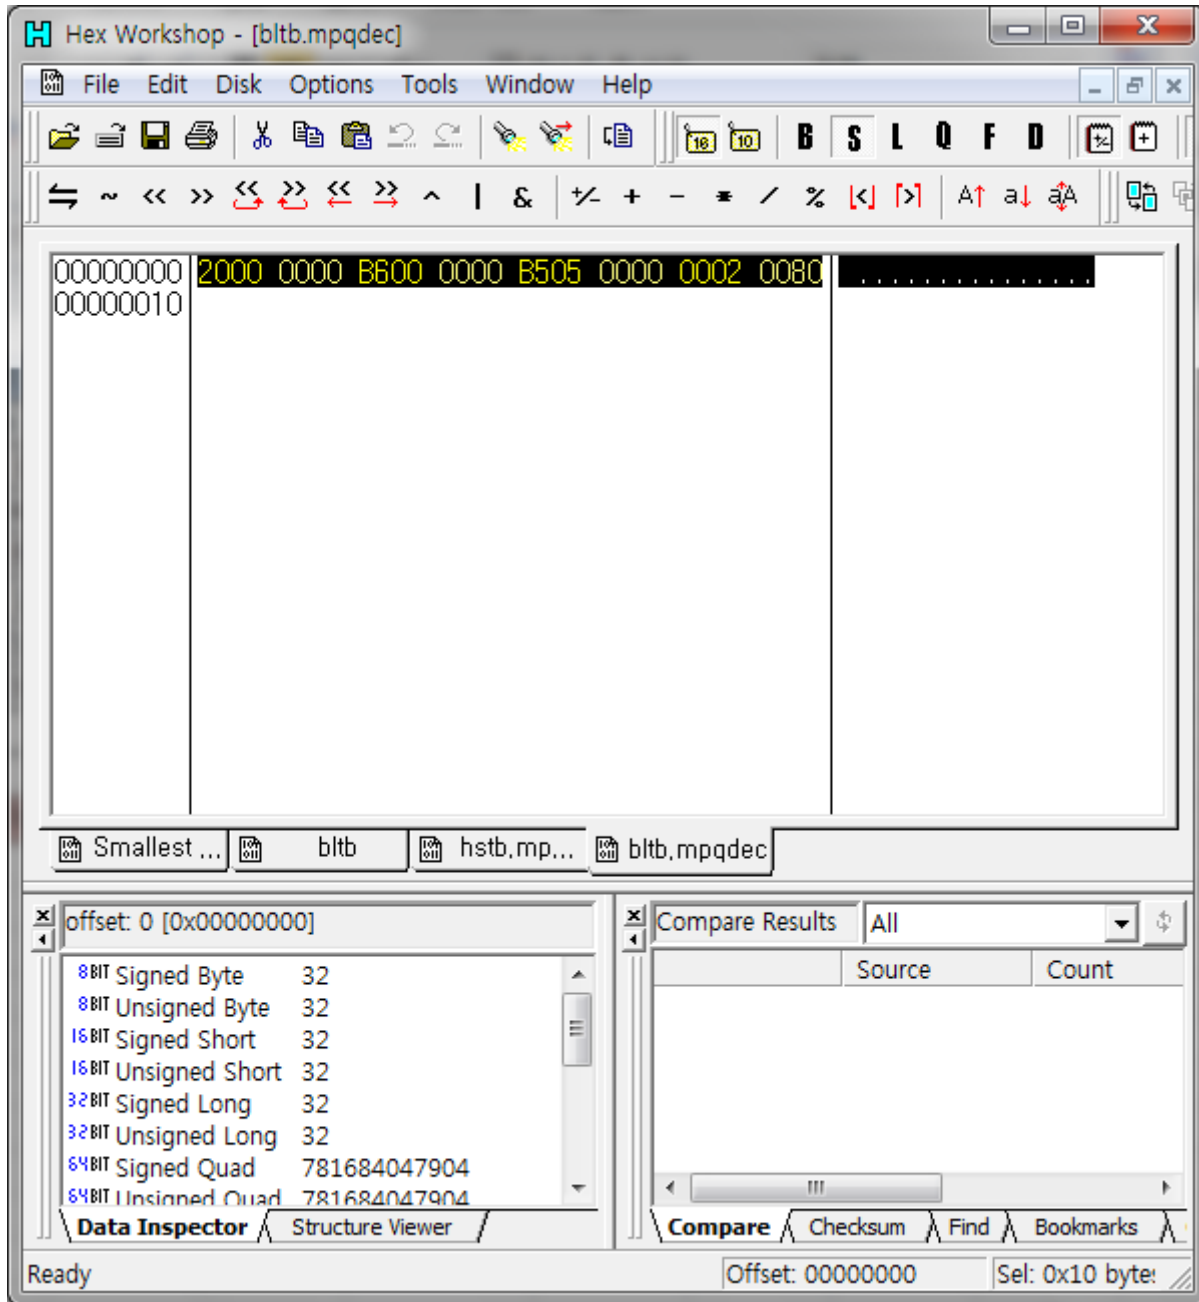 Hex Workshop - [bltb.mpqdec]
File Edit Disk Options Tools Window Help
16 10 B S L Q F D
~ << >> << >> << >> ^ | & +/- + - * / % A↑ a↓ aA
00000000 2000 0000 B600 0000 B505 0000 0002 0080 ...............
00000010
Smallest ... bltb hstb,mp... bltb,mpqdec
offset: 0 [0x00000000]
8BIT Signed Byte 32
8BIT Unsigned Byte 32
16BIT Signed Short 32
16BIT Unsigned Short 32
32BIT Signed Long 32
32BIT Unsigned Long 32
64BIT Signed Quad 781684047904
64BIT Unsigned Quad 781684047904
Data Inspector Structure Viewer
Compare Results All
Source Count
Compare Checksum Find Bookmarks
Ready Offset: 00000000 Sel: 0x10 bytes